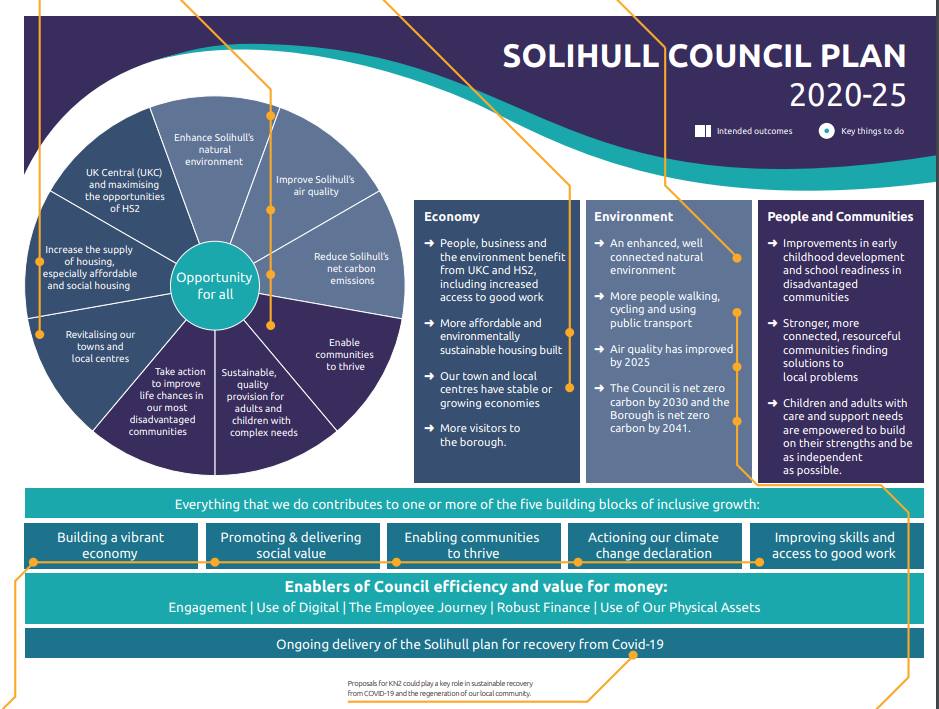 SOLIHULL COUNCIL PLAN
2020-25
Intended outcomes
Key things to do
Enhance Solihull's
natural
environment
Improve Solihull's
air quality
Reduce Solihull's
net carbon
emissions
Enable
communities
to thrive
Sustainable,
quality
provision for
adults and
children with
complex needs
Take action
to improve
life chances in
our most
disadvantaged
communities
Revitalising our
towns and
local centres
Increase the supply
of housing,
especially affordable
and social housing
UK Central (UKC)
and maximising
the opportunities
of HS2
Opportunity
for all
Economy
➜ People, business and
the environment benefit
from UKC and HS2,
including increased
access to good work
➜ More affordable and
environmentally
sustainable housing built
➜ Our town and local
centres have stable or
growing economies
➜ More visitors to
the borough.
Environment
➜ An enhanced, well
connected natural
environment
➜ More people walking,
cycling and using
public transport
➜ Air quality has improved
by 2025
➜ The Council is net zero
carbon by 2030 and the
Borough is net zero
carbon by 2041.
People and Communities
➜ Improvements in early
childhood development
and school readiness in
disadvantaged
communities
➜ Stronger, more
connected, resourceful
communities finding
solutions to
local problems
➜ Children and adults with
care and support needs
are empowered to build
on their strengths and be
as independent
as possible.
Everything that we do contributes to one or more of the five building blocks of inclusive growth:
Building a vibrant
economy
Promoting & delivering
social value
Enabling communities
to thrive
Actioning our climate
change declaration
Improving skills and
access to good work
Enablers of Council efficiency and value for money:
Engagement | Use of Digital | The Employee Journey | Robust Finance | Use of Our Physical Assets
Ongoing delivery of the Solihull plan for recovery from Covid-19
Proposals for KN2 could play a key role in sustainable recovery
from COVID-19 and the regeneration of our local community.